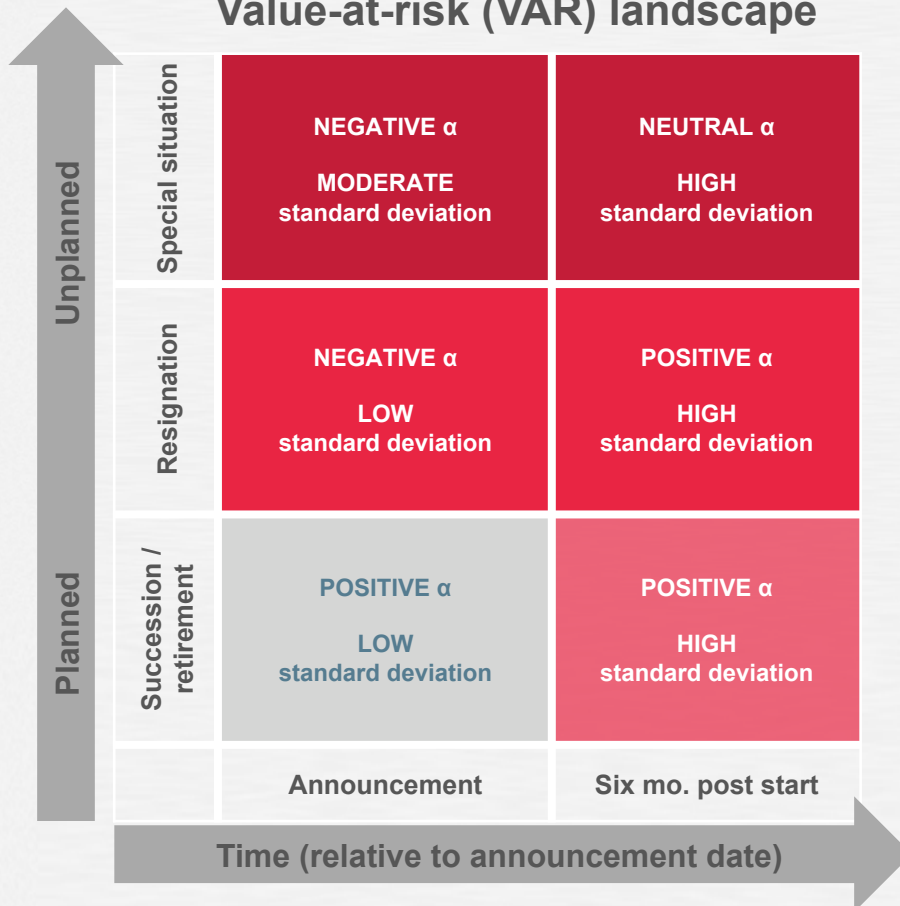 Value-at-risk (VAR) landscape
Unplanned
Planned
Special situation
NEGATIVE α
MODERATE
standard deviation
NEUTRAL α
HIGH
standard deviation
Resignation
NEGATIVE α
LOW
standard deviation
POSITIVE α
HIGH
standard deviation
Succession /
retirement
POSITIVE α
LOW
standard deviation
POSITIVE α
HIGH
standard deviation
Announcement
Six mo. post start
Time (relative to announcement date)